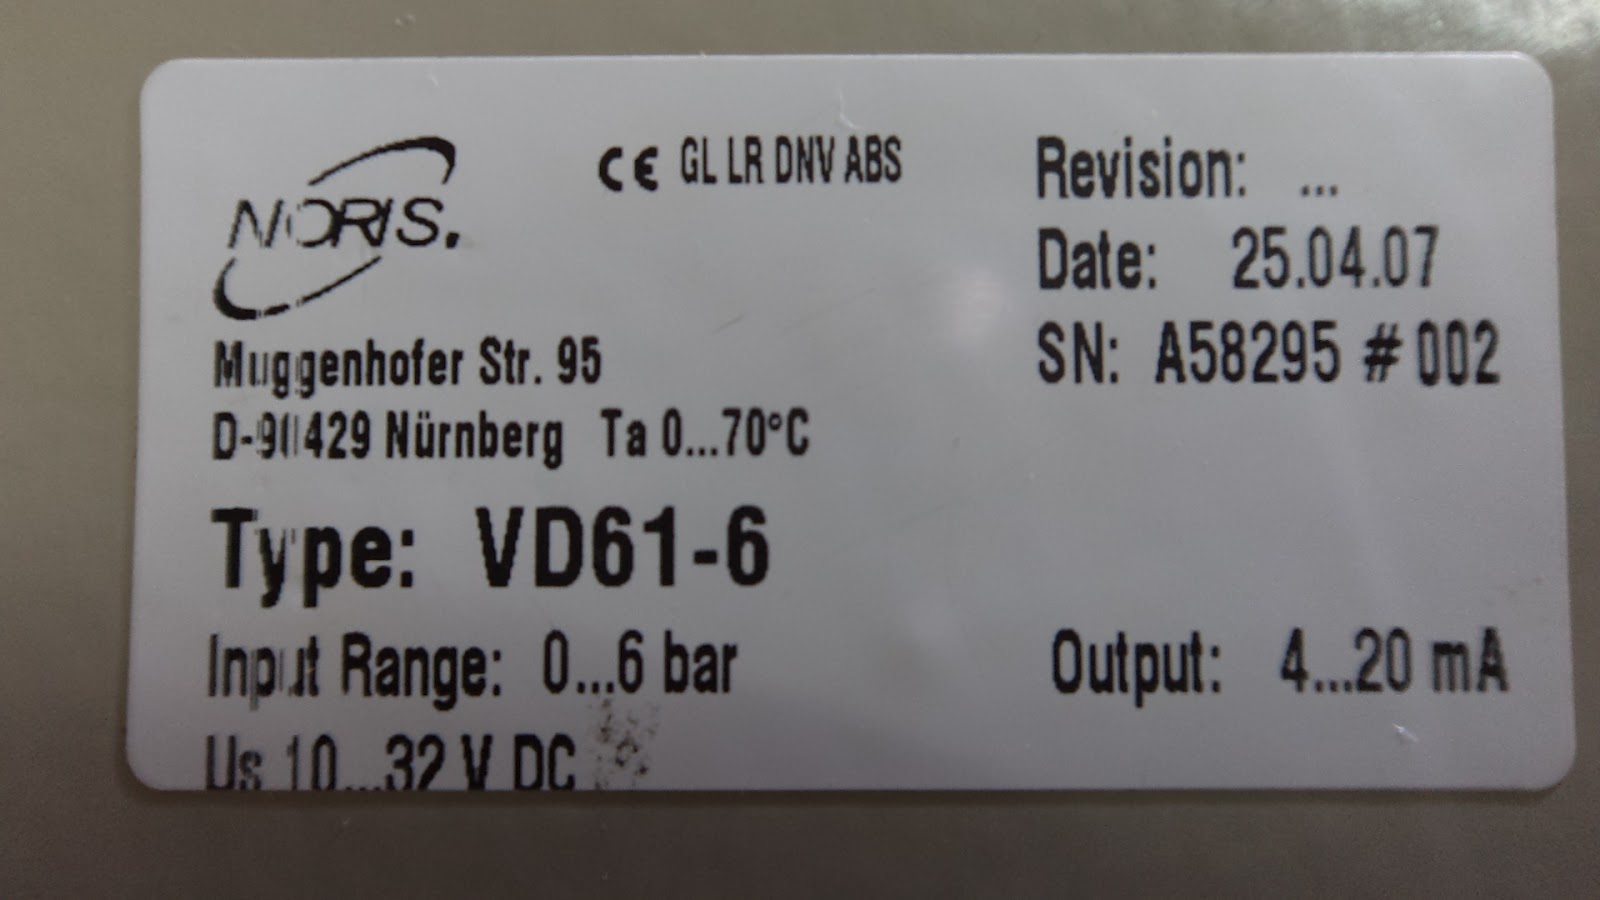 NORIS.
CE GL LR DNV ABS
Revision: ...
Date: 25.04.07
SN: A58295 #002
Muggenhofer Str. 95
D-90429 Nürnberg Ta 0...70°C
Type: VD61-6
Input Range: 0...6 bar
Output: 4...20 mA
Us 10...32 V DC